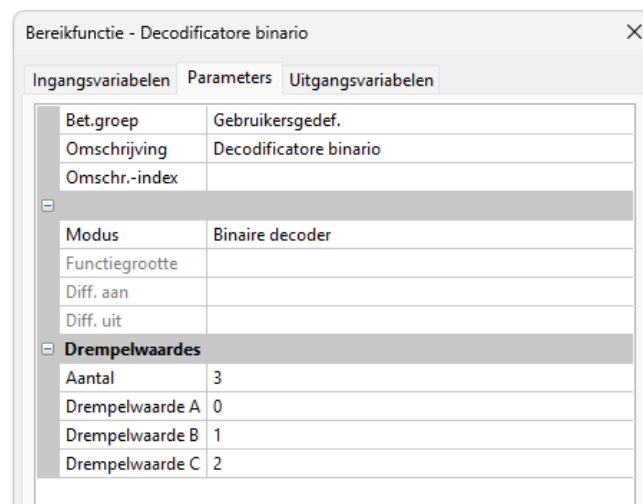 Bereikfunctie - Decodificatore binario
Ingangsvariabelen Parameters Uitgangsvariabelen
Bet.groep Gebruikersgedef.
Omschrijving Decodificatore binario
Omschr.-index
Modus Binaire decoder
Functiegrootte
Diff. aan
Diff. uit
Drempelwaardes
Aantal 3
Drempelwaarde A 0
Drempelwaarde B 1
Drempelwaarde C 2